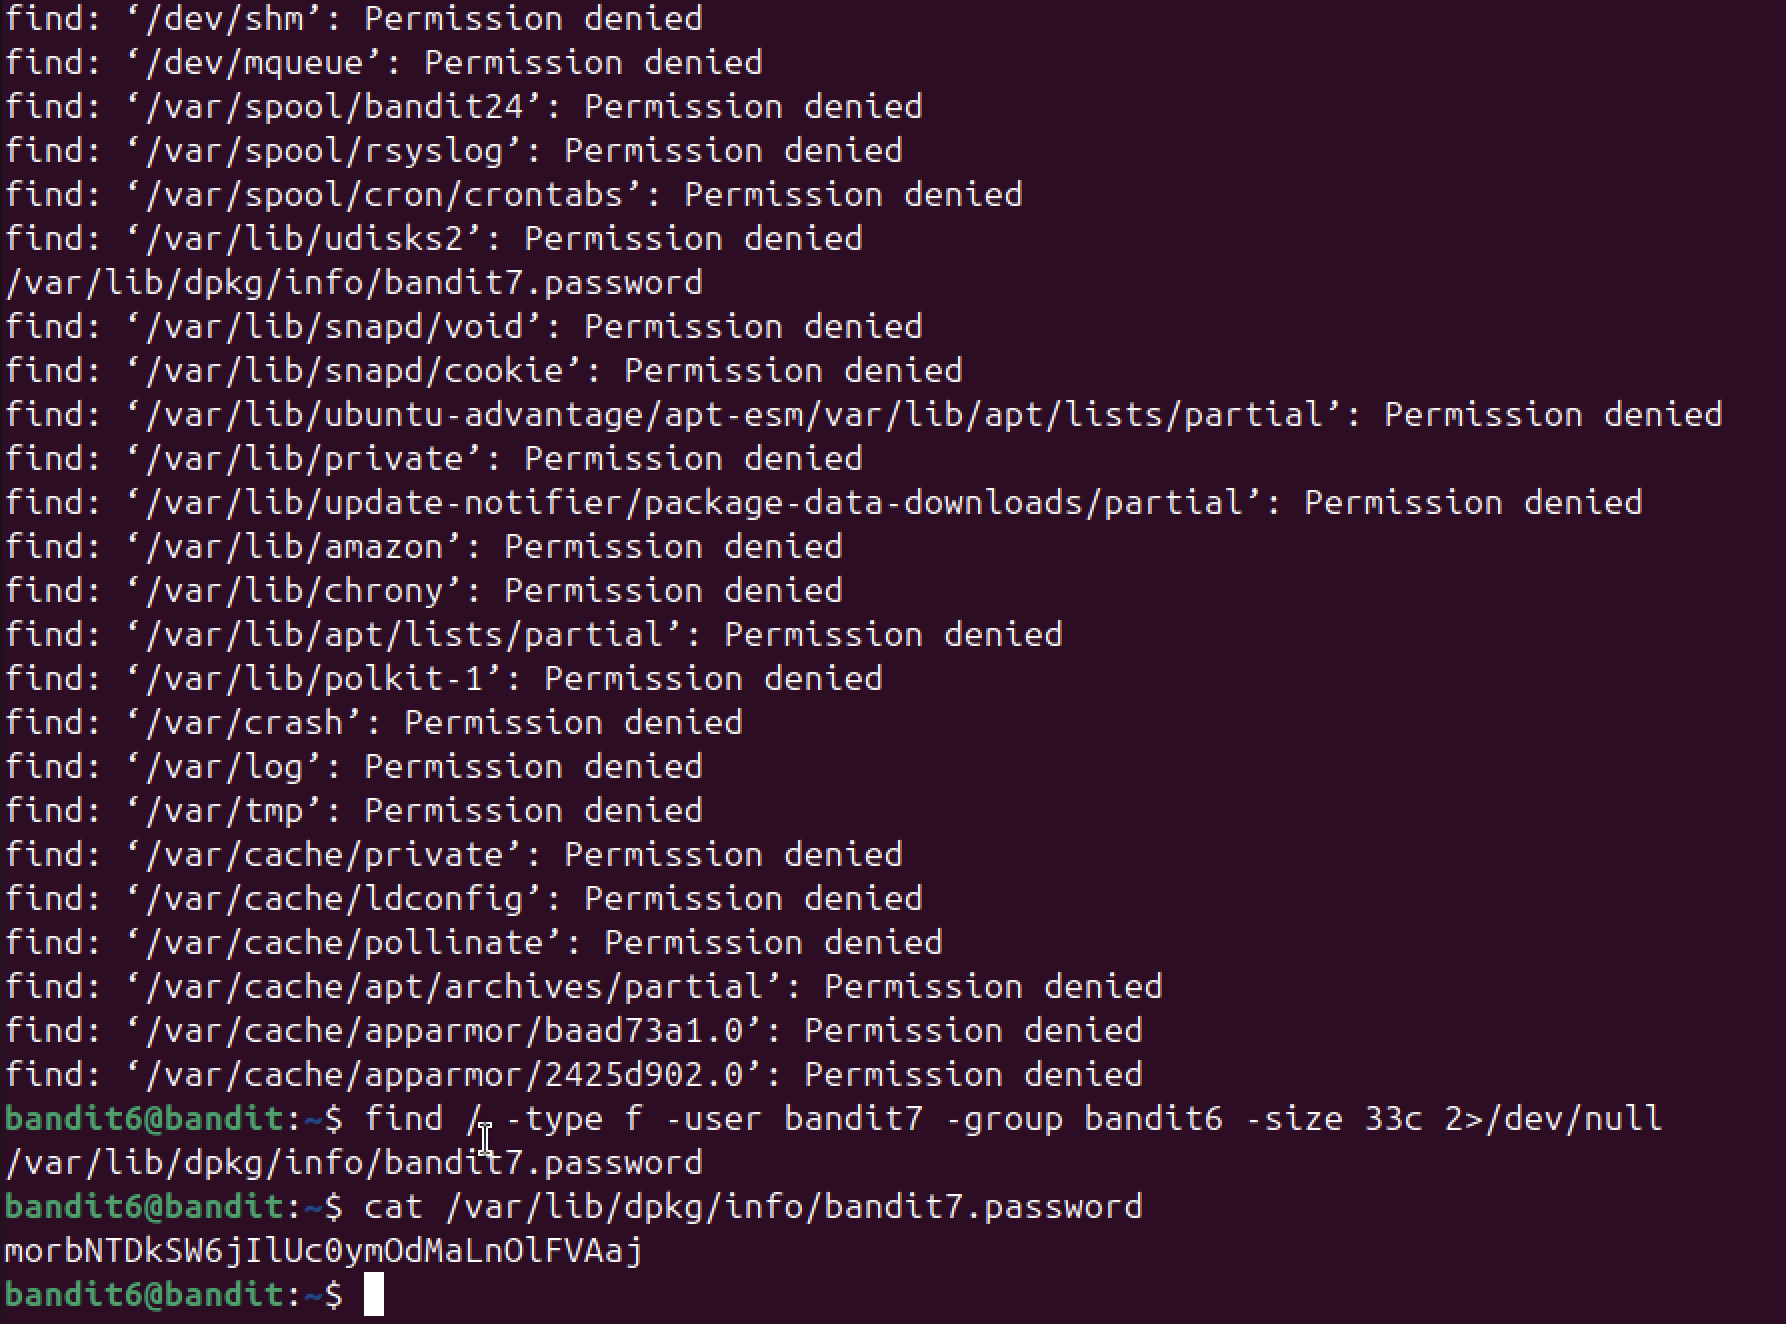 find: ‘/dev/shm’: Permission denied
find: ‘/dev/mqueue’: Permission denied
find: ‘/var/spool/bandit24’: Permission denied
find: ‘/var/spool/rsyslog’: Permission denied
find: ‘/var/spool/cron/crontabs’: Permission denied
find: ‘/var/lib/udisks2’: Permission denied
/var/lib/dpkg/info/bandit7.password
find: ‘/var/lib/snapd/void’: Permission denied
find: ‘/var/lib/snapd/cookie’: Permission denied
find: ‘/var/lib/ubuntu-advantage/apt-esm/var/lib/apt/lists/partial’: Permission denied
find: ‘/var/lib/private’: Permission denied
find: ‘/var/lib/update-notifier/package-data-downloads/partial’: Permission denied
find: ‘/var/lib/amazon’: Permission denied
find: ‘/var/lib/chrony’: Permission denied
find: ‘/var/lib/apt/lists/partial’: Permission denied
find: ‘/var/lib/polkit-1’: Permission denied
find: ‘/var/crash’: Permission denied
find: ‘/var/log’: Permission denied
find: ‘/var/tmp’: Permission denied
find: ‘/var/cache/private’: Permission denied
find: ‘/var/cache/ldconfig’: Permission denied
find: ‘/var/cache/pollinate’: Permission denied
find: ‘/var/cache/apt/archives/partial’: Permission denied
find: ‘/var/cache/apparmor/baad73a1.0’: Permission denied
find: ‘/var/cache/apparmor/2425d902.0’: Permission denied
bandit6@bandit:~$ find / -type f -user bandit7 -group bandit6 -size 33c 2>/dev/null
/var/lib/dpkg/info/bandit7.password
bandit6@bandit:~$ cat /var/lib/dpkg/info/bandit7.password
morbNTDkSW6jIlUc0ymOdMaLnOlFVAaj
bandit6@bandit:~$